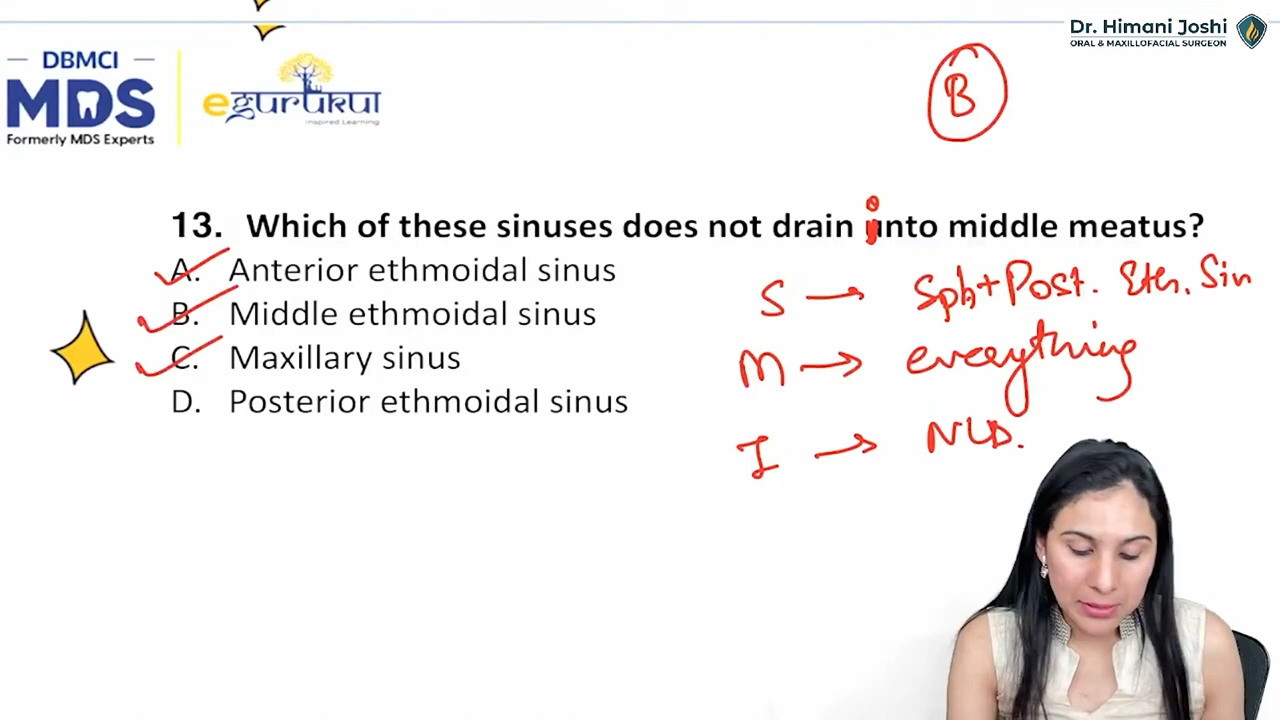 Dr. Himani Joshi
ORAL & MAXILLOFACIAL SURGEON
DBMCI
MDS
Formerly MDS Experts
egurukul
Inspired Learning
B
13. Which of these sinuses does not drain into middle meatus?
A. Anterior ethmoidal sinus
B. Middle ethmoidal sinus
C. Maxillary sinus
D. Posterior ethmoidal sinus
S → Sph+Post. Eth. Sin
M → everything
I → NLD.